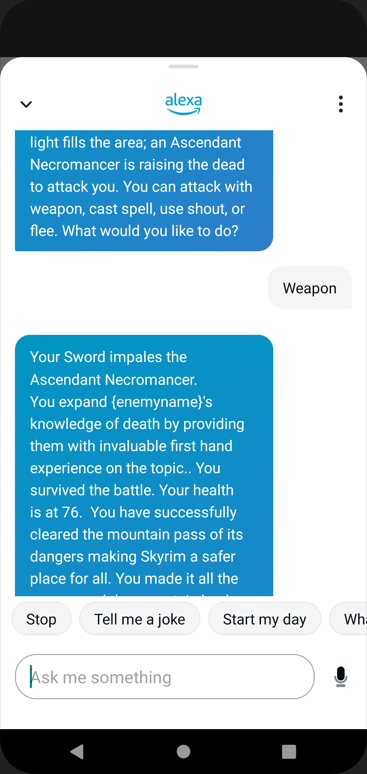 alexa
light fills the area; an Ascendant
Necromancer is raising the dead
to attack you. You can attack with
weapon, cast spell, use shout, or
flee. What would you like to do?
Weapon
Your Sword impales the
Ascendant Necromancer.
You expand {enemyname}'s
knowledge of death by providing
them with invaluable first hand
experience on the topic.. You
survived the battle. Your health
is at 76.  You have successfully
cleared the mountain pass of its
dangers making Skyrim a safer
place for all. You made it all the
Stop
Tell me a joke
Start my day
Ask me something